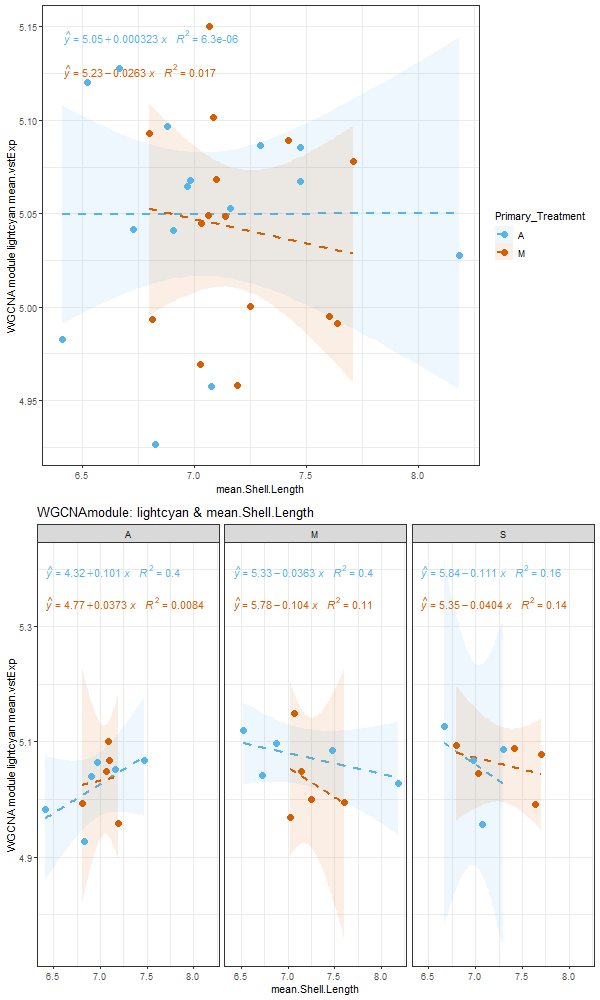 5.15
5.10
5.05
5.00
4.95
WGCNA module lightcyan mean.vstExp
ŷ = 5.05 + 0.000323 x R² = 6.3e-06
ŷ = 5.23 − 0.0263 x R² = 0.017
6.5 7.0 7.5 8.0
mean.Shell.Length
Primary_Treatment
A
M
WGCNAmodule: lightcyan & mean.Shell.Length
A M S
ŷ = 4.32 + 0.101 x R² = 0.4 ŷ = 5.33 − 0.0363 x R² = 0.4 ŷ = 5.84 − 0.111 x R² = 0.16
ŷ = 4.77 + 0.0373 x R² = 0.0084 ŷ = 5.78 − 0.104 x R² = 0.11 ŷ = 5.35 − 0.0404 x R² = 0.14
5.3
5.1
4.9
WGCNA module lightcyan mean.vstExp
6.5 7.0 7.5 8.0 6.5 7.0 7.5 8.0 6.5 7.0 7.5 8.0
mean.Shell.Length